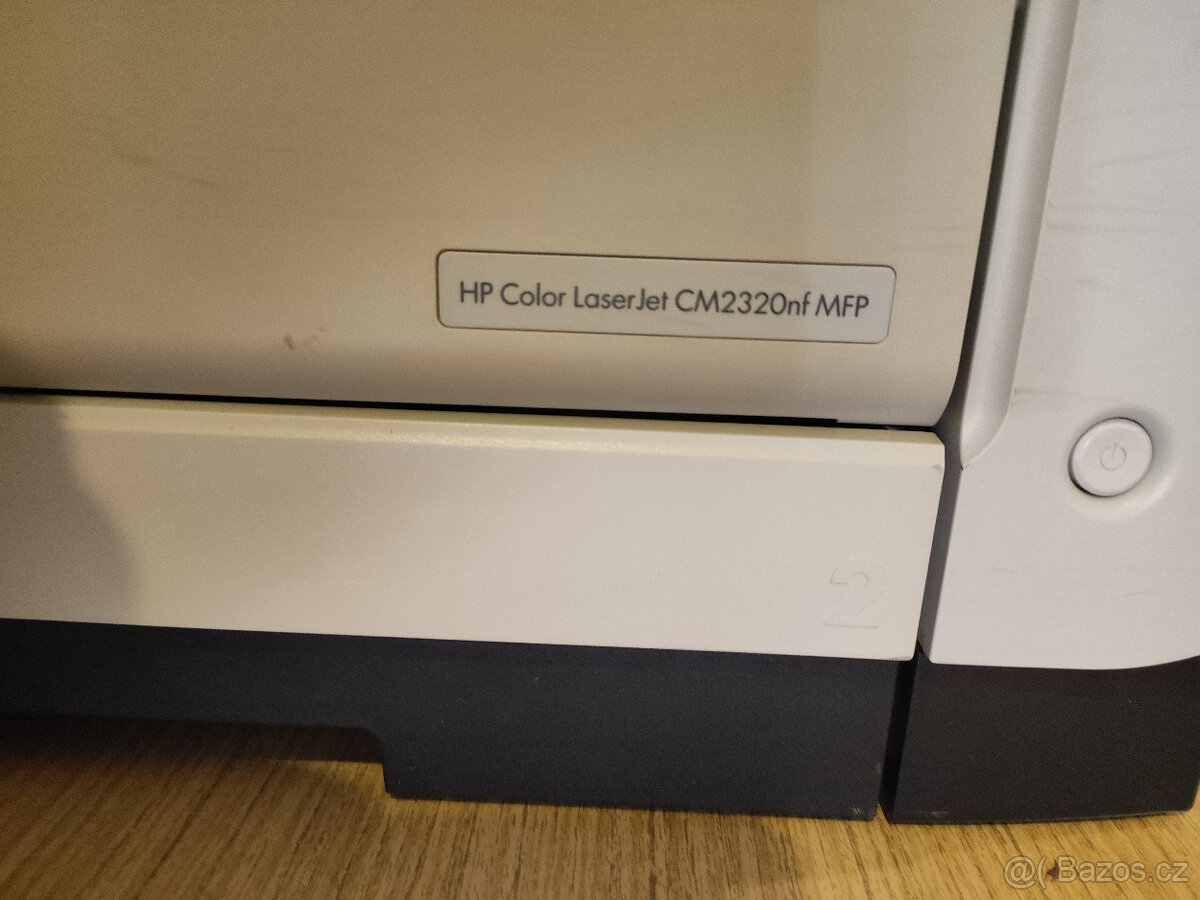 HP Color LaserJet CM2320nf MFP
2
@( Bazos.cz